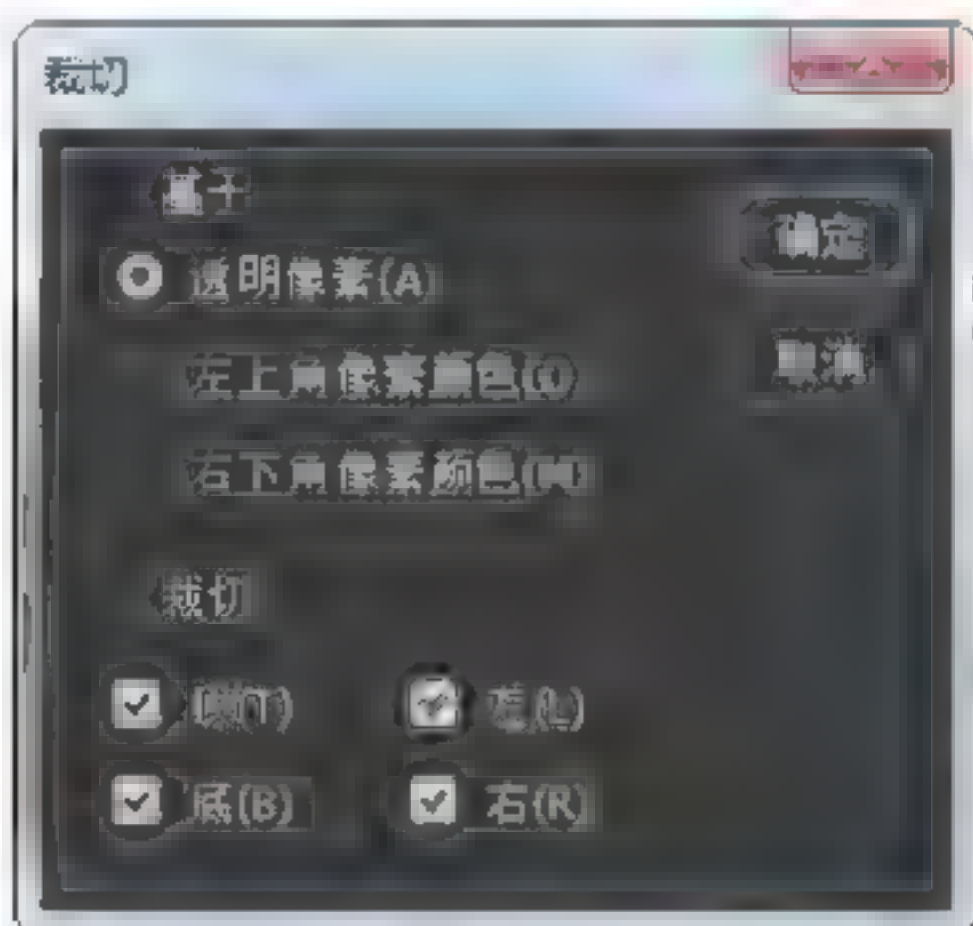 裁切
基于
确定
透明像素(A)
取消
左上角像素颜色(O)
右下角像素颜色(M)
裁切
顶(T) 左(L)
底(B) 右(R)